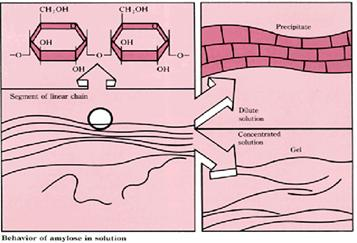 CH₂OH CH₂OH
OH OH
O O O
OH OH
Segment of linear chain
Precipitate
Dilute
solution
Concentrated
solution
Gel
Behavior of amylose in solution